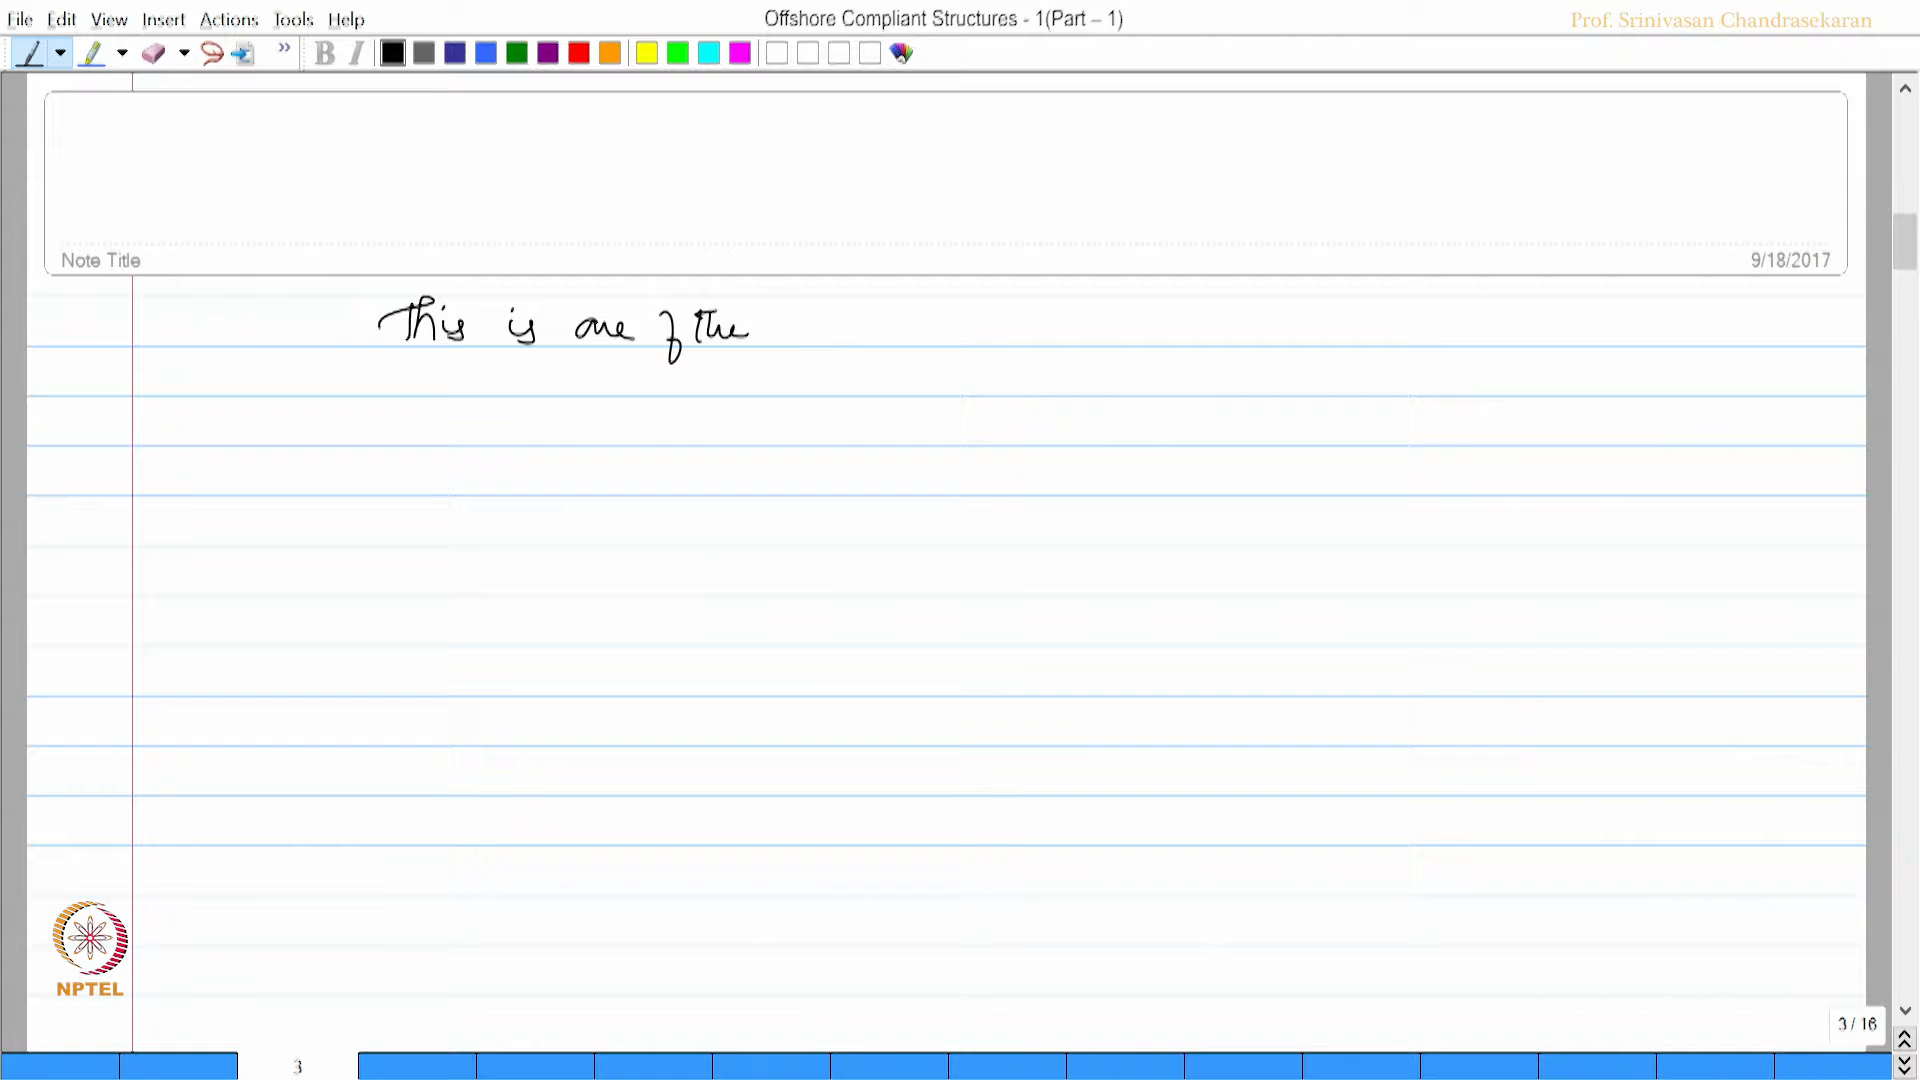 File Edit View Insert Actions Tools Help
Offshore Compliant Structures - 1(Part – 1)
Prof. Srinivasan Chandrasekaran
B I
Note Title
9/18/2017
This is one of the
NPTEL
3 / 16
3